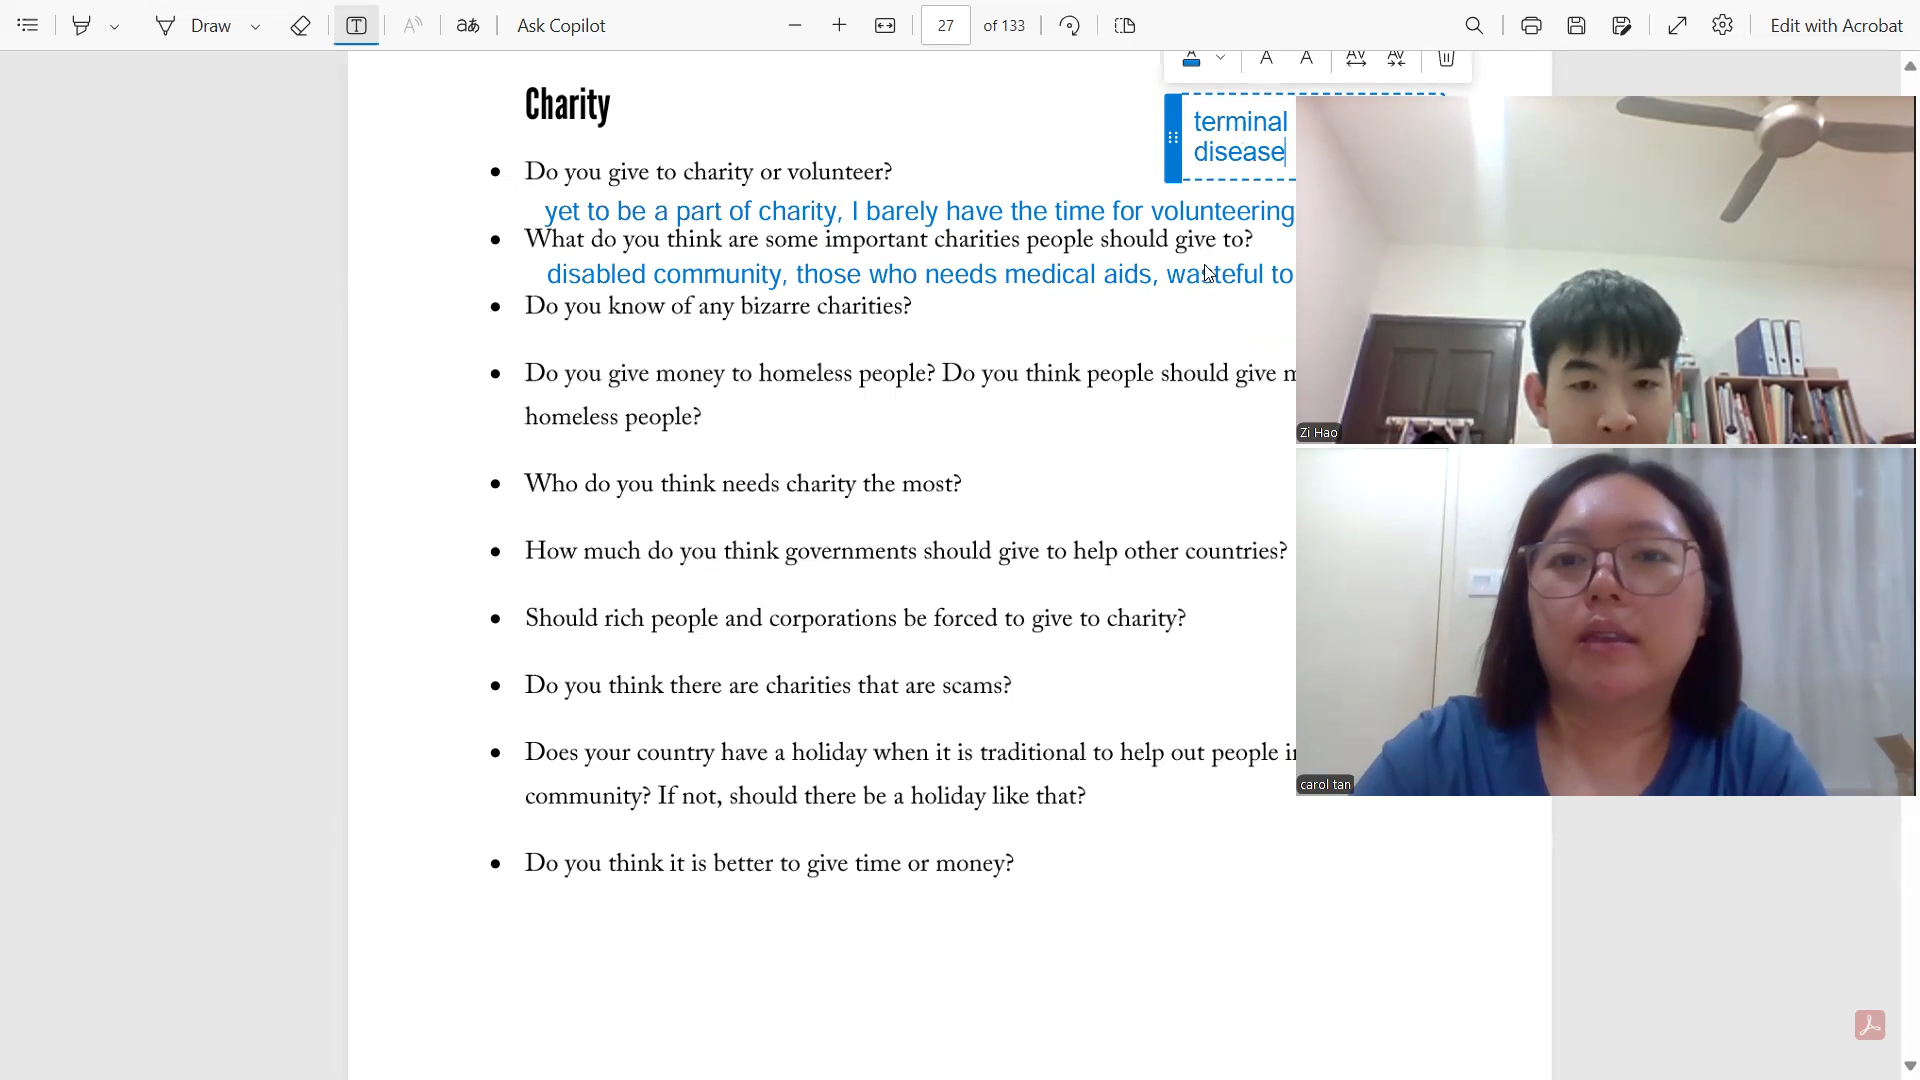 Draw
Ask Copilot
27 of 133
Edit with Acrobat
Charity
terminal
disease
Do you give to charity or volunteer?
yet to be a part of charity, I barely have the time for volunteering
What do you think are some important charities people should give to?
disabled community, those who needs medical aids, wasteful to
Do you know of any bizarre charities?
Do you give money to homeless people? Do you think people should give m
homeless people?
Zi Hao
Who do you think needs charity the most?
How much do you think governments should give to help other countries?
Should rich people and corporations be forced to give to charity?
Do you think there are charities that are scams?
Does your country have a holiday when it is traditional to help out people in
community? If not, should there be a holiday like that?
carol tan
Do you think it is better to give time or money?